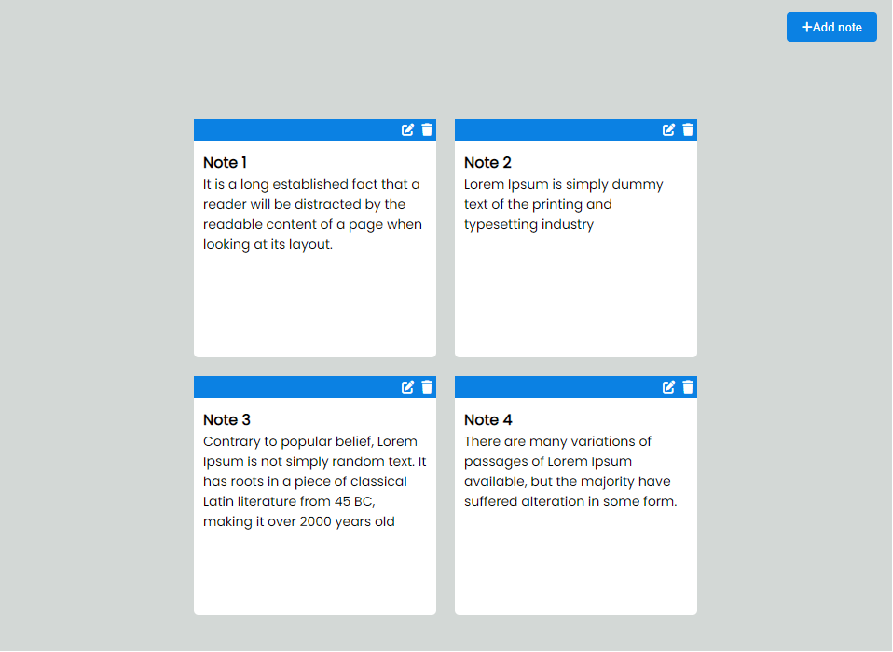 +Add note
Note 1
It is a long established fact that a
reader will be distracted by the
readable content of a page when
looking at its layout.
Note 2
Lorem Ipsum is simply dummy
text of the printing and
typesetting industry
Note 3
Contrary to popular belief, Lorem
Ipsum is not simply random text. It
has roots in a piece of classical
Latin literature from 45 BC,
making it over 2000 years old
Note 4
There are many variations of
passages of Lorem Ipsum
available, but the majority have
suffered alteration in some form.